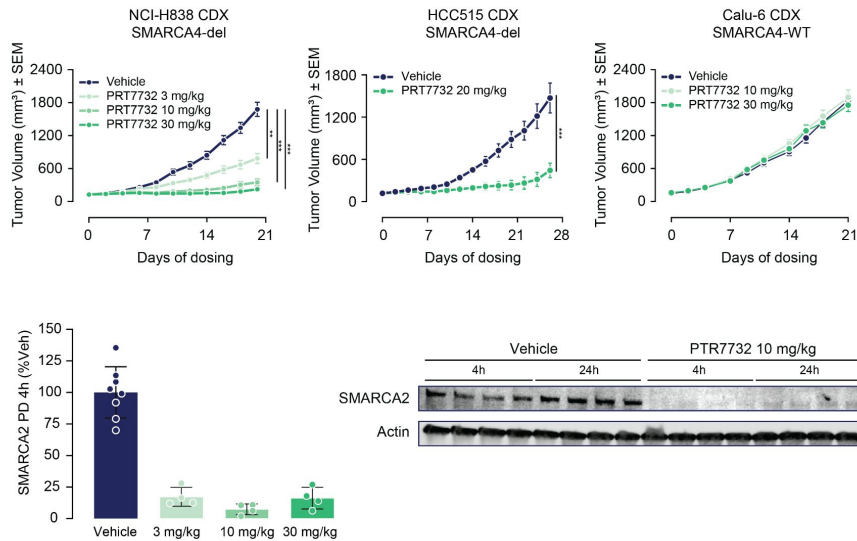 NCI-H838 CDX
SMARCA4-del
Tumor Volume (mm³) ± SEM
2400
1800
1200
600
0
Vehicle
PRT7732 3 mg/kg
PRT7732 10 mg/kg
PRT7732 30 mg/kg
**
***
***
0 7 14 21
Days of dosing
HCC515 CDX
SMARCA4-del
Tumor Volume (mm³) ± SEM
1800
1200
600
0
Vehicle
PRT7732 20 mg/kg
***
0 7 14 21 28
Days of dosing
Calu-6 CDX
SMARCA4-WT
Tumor Volume (mm³) ± SEM
2400
1800
1200
600
0
Vehicle
PRT7732 10 mg/kg
PRT7732 30 mg/kg
0 7 14 21
Days of dosing
SMARCA2 PD 4h (%Veh)
150
125
100
75
50
25
0
Vehicle 3 mg/kg 10 mg/kg 30 mg/kg
Vehicle PTR7732 10 mg/kg
4h 24h 4h 24h
SMARCA2
Actin